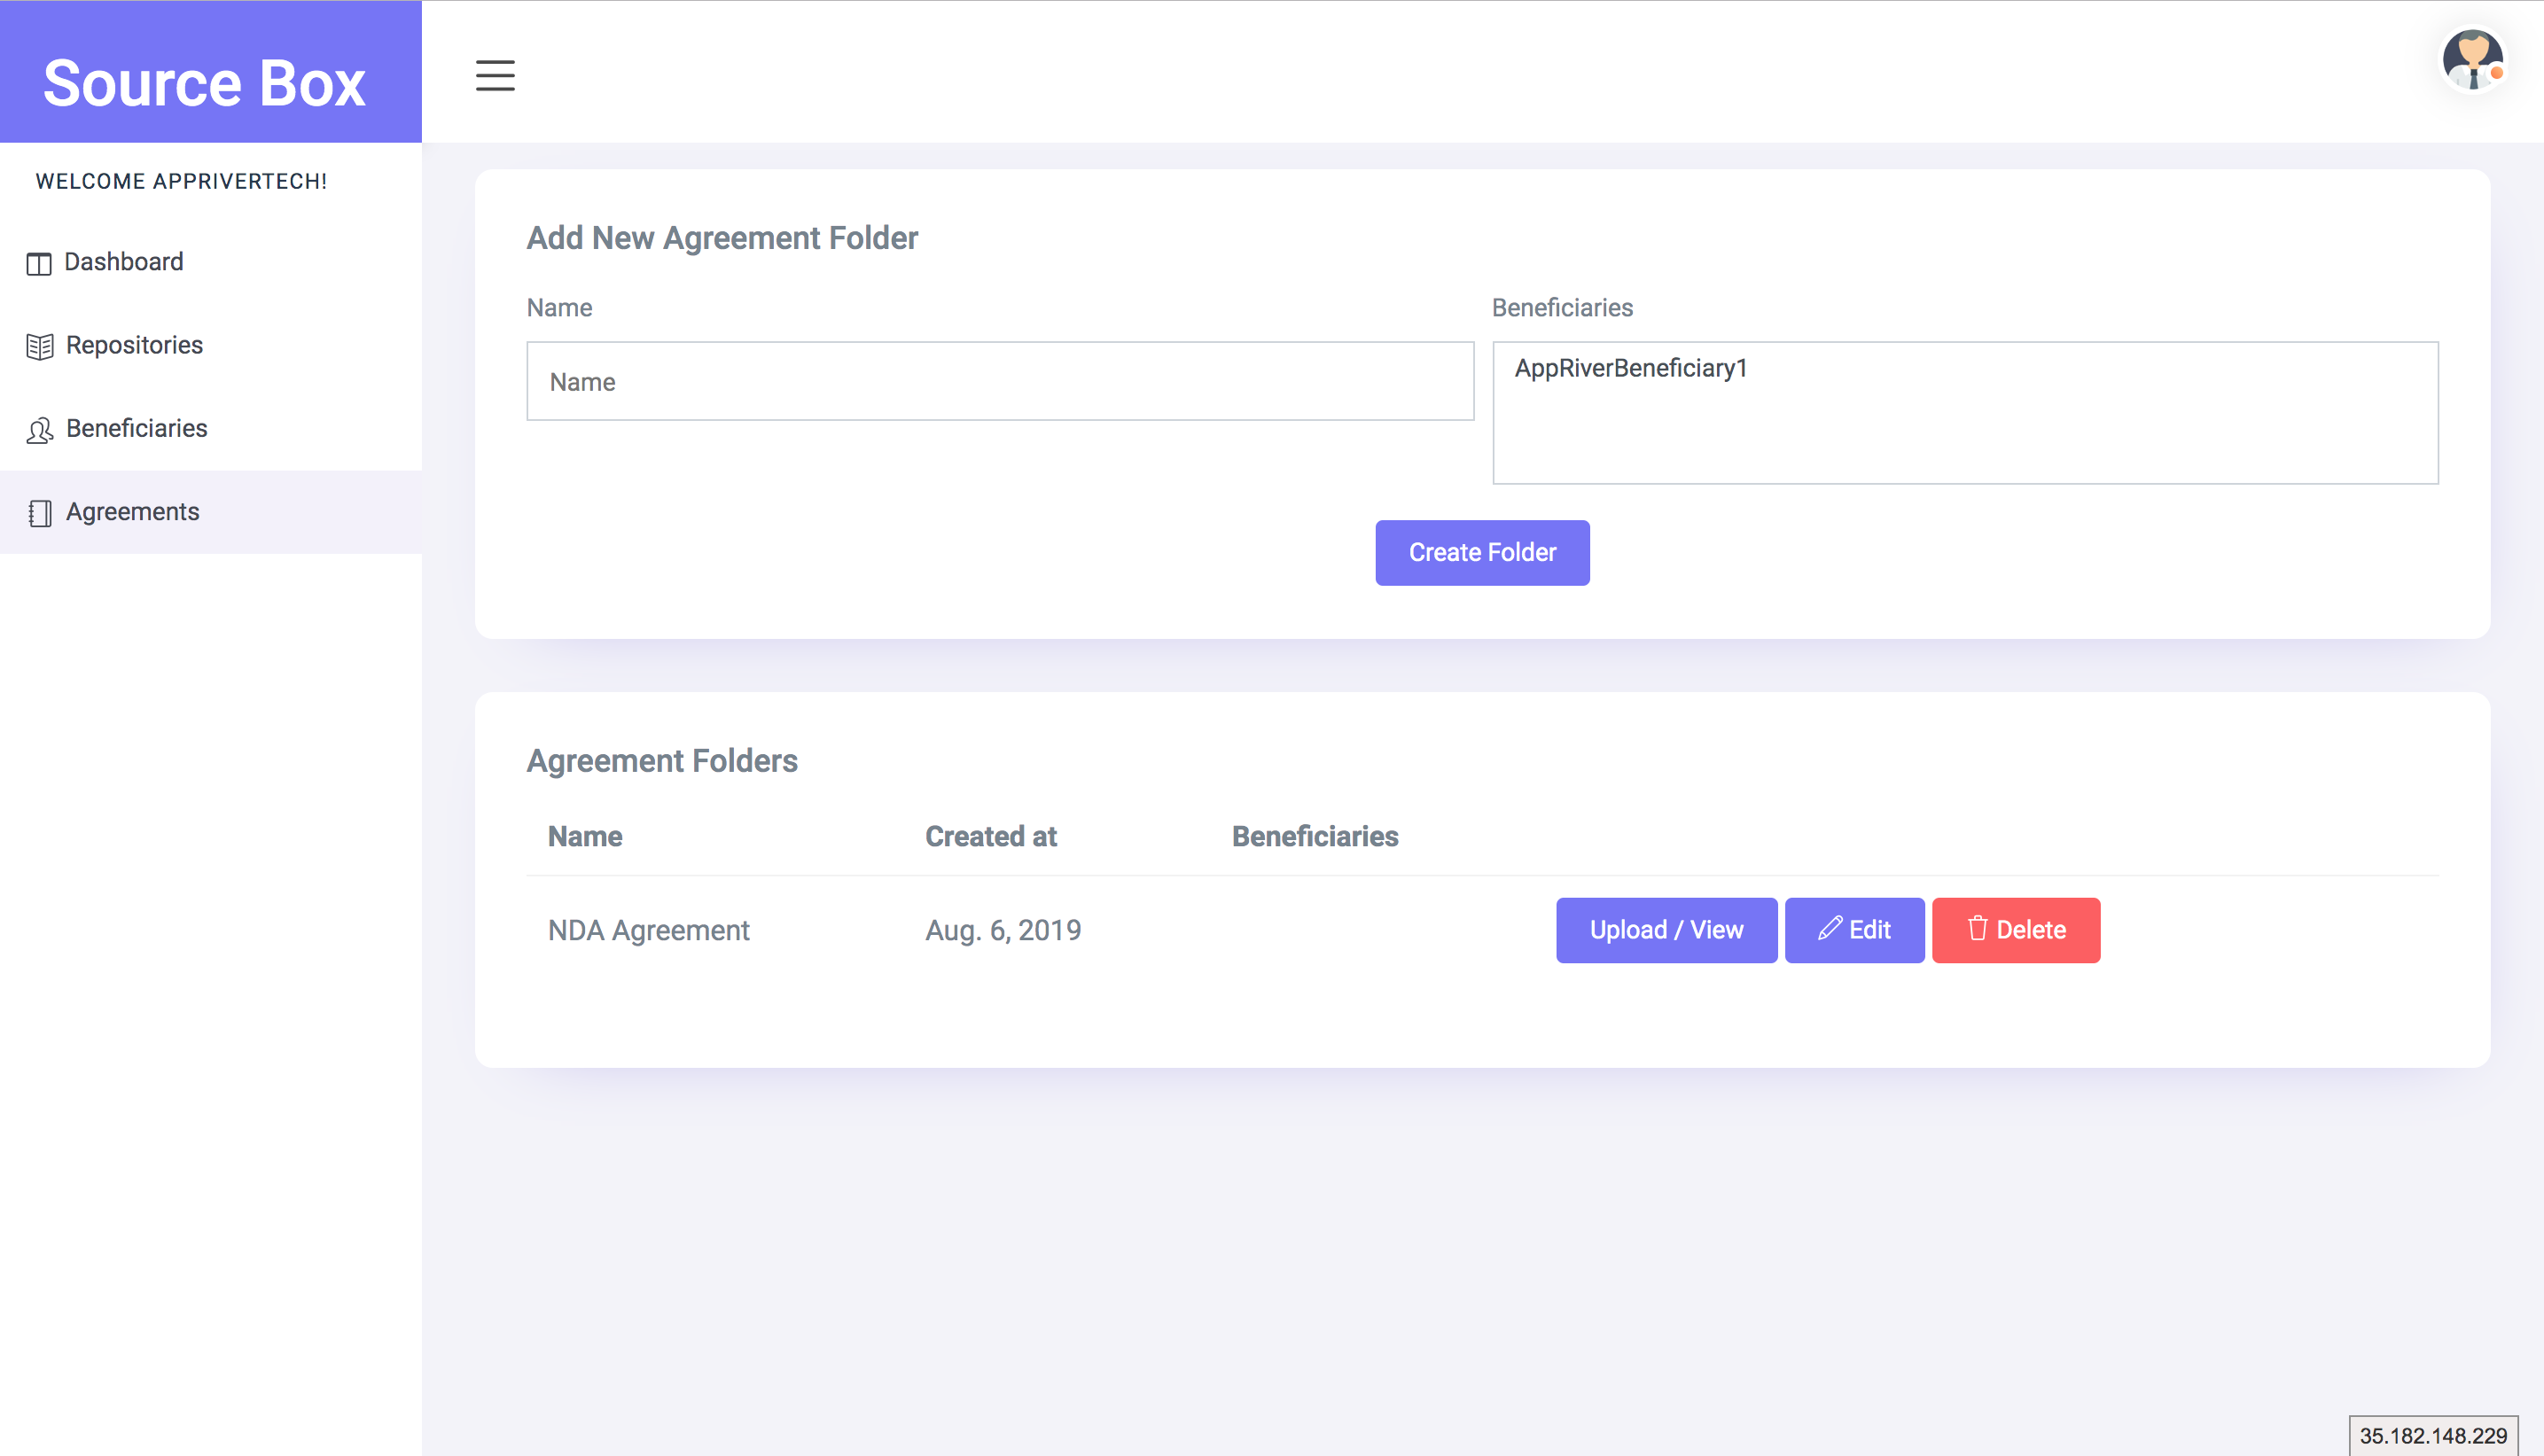 Source Box
WELCOME APPRIVERTECH!
Dashboard
Repositories
Beneficiaries
Agreements
Add New Agreement Folder
Name
Beneficiaries
Name
AppRiverBeneficiary1
Create Folder
Agreement Folders
Name Created at Beneficiaries
NDA Agreement Aug. 6, 2019 Upload / View Edit Delete
35.182.148.229